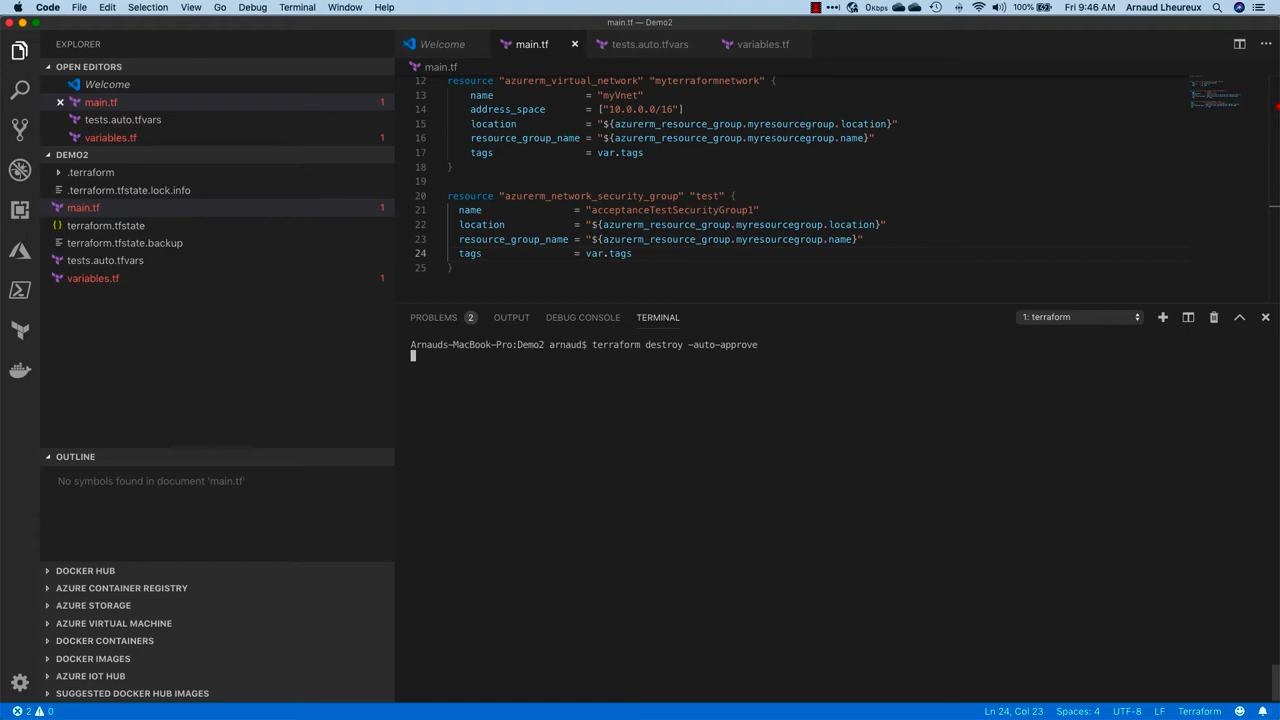 Code File Edit Selection View Go Debug Terminal Window Help
0Kbps 100% Fri 9:46 AM Arnaud Lheureux
main.tf — Demo2
EXPLORER
OPEN EDITORS
Welcome
main.tf 1
tests.auto.tfvars
variables.tf 1
DEMO2
.terraform
.terraform.tfstate.lock.info
main.tf 1
terraform.tfstate
terraform.tfstate.backup
tests.auto.tfvars
variables.tf 1
OUTLINE
No symbols found in document 'main.tf'
DOCKER HUB
AZURE CONTAINER REGISTRY
AZURE STORAGE
AZURE VIRTUAL MACHINE
DOCKER CONTAINERS
DOCKER IMAGES
AZURE IOT HUB
SUGGESTED DOCKER HUB IMAGES
Welcome main.tf tests.auto.tfvars variables.tf
main.tf
12 resource "azurerm_virtual_network" "myterraformnetwork" {
13 name = "myVnet"
14 address_space = ["10.0.0.0/16"]
15 location = "${azurerm_resource_group.myresourcegroup.location}"
16 resource_group_name = "${azurerm_resource_group.myresourcegroup.name}"
17 tags = var.tags
18 }
19
20 resource "azurerm_network_security_group" "test" {
21 name = "acceptanceTestSecurityGroup1"
22 location = "${azurerm_resource_group.myresourcegroup.location}"
23 resource_group_name = "${azurerm_resource_group.myresourcegroup.name}"
24 tags = var.tags
25 }
PROBLEMS 2 OUTPUT DEBUG CONSOLE TERMINAL 1: terraform
Arnauds-MacBook-Pro:Demo2 arnaud$ terraform destroy -auto-approve
2 0 Ln 24, Col 23 Spaces: 4 UTF-8 LF Terraform